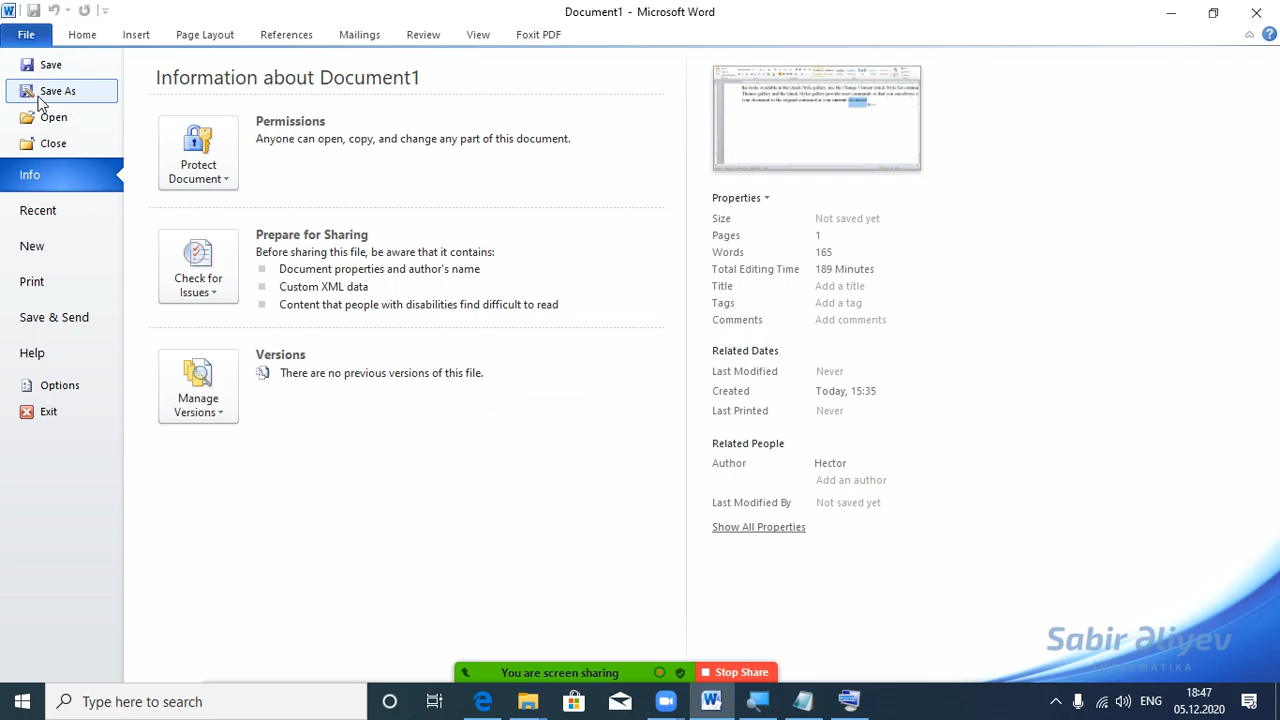 Document1 - Microsoft Word
File Home Insert Page Layout References Mailings Review View Foxit PDF
Save
Save As
Open
Close
Info
Recent
New
Print
Save & Send
Help
Options
Exit
ormation about Document1
Protect
Document
Permissions
Anyone can open, copy, and change any part of this document.
Check for
Issues
Prepare for Sharing
Before sharing this file, be aware that it contains:
Document properties and author's name
Custom XML data
Content that people with disabilities find difficult to read
Manage
Versions
Versions
There are no previous versions of this file.
Properties
Size Not saved yet
Pages 1
Words 165
Total Editing Time 189 Minutes
Title Add a title
Tags Add a tag
Comments Add comments
Related Dates
Last Modified Never
Created Today, 15:35
Last Printed Never
Related People
Author Hector
Add an author
Last Modified By Not saved yet
Show All Properties
Sabir Əliyev
You are screen sharing Stop Share
Type here to search
ENG 18:47
05.12.2020